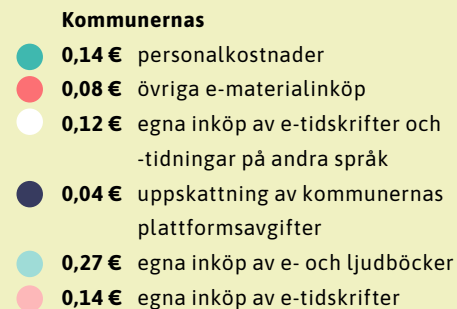 Kommunernas
0,14 € personalkostnader
0,08 € övriga e-materialinköp
0,12 € egna inköp av e-tidskrifter och
-tidningar på andra språk
0,04 € uppskattning av kommunernas
plattformsavgifter
0,27 € egna inköp av e- och ljudböcker
0,14 € egna inköp av e-tidskrifter